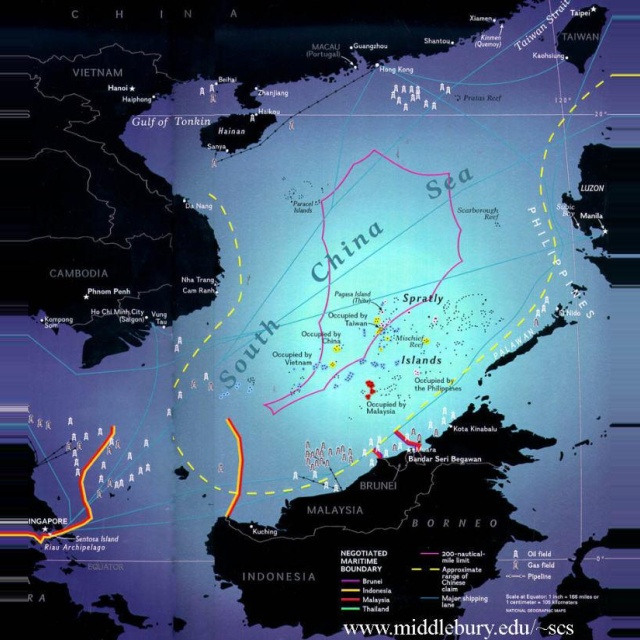 C H I N A
Taipei
Taiwan Strait
TAIWAN
Xiamen
Kinmen
(Quemoy)
Shantou
Kaohsiung
MACAU
(Portugal)
Guangzhou
Hong Kong
VIETNAM
Hanoi
Haiphong
Beihai
Zhanjiang
Haikou
Gulf of Tonkin
Hainan
Sanya
Pratas Reef
120°
20°
LUZON
Subic
Manila
PHILIPPINES
Da Nang
Paracel
Islands
South China Sea
Scarborough
Reef
CAMBODIA
Phnom Penh
Nha Trang
Cam Ranh
Ho Chi Minh City
(Saigon)
Vung
Tau
Kompong
Som
Pagasa Island
(Thitu)
Spratly
Islands
Occupied by
Taiwan
Occupied by
China
Mischief
Reef
Occupied by
Vietnam
Occupied by
the Philippines
Occupied by
Malaysia
PALAWAN
Kota Kinabalu
Bandar Seri Begawan
BRUNEI
MALAYSIA
BORNEO
SINGAPORE
Sentosa Island
Riau Archipelago
Kuching
EQUATOR
0°
INDONESIA
RA
NEGOTIATED
MARITIME
BOUNDARY
Brunei
Indonesia
Malaysia
Thailand
200-nautical-
mile limit
Approximate
range of
Chinese
claim
Major shipping
lane
Oil field
Gas field
Pipeline
Scale at Equator: 1 inch = 166 miles or
1 centimeter = 105 kilometers
NATIONAL GEOGRAPHIC MAPS
www.middlebury.edu/~scs